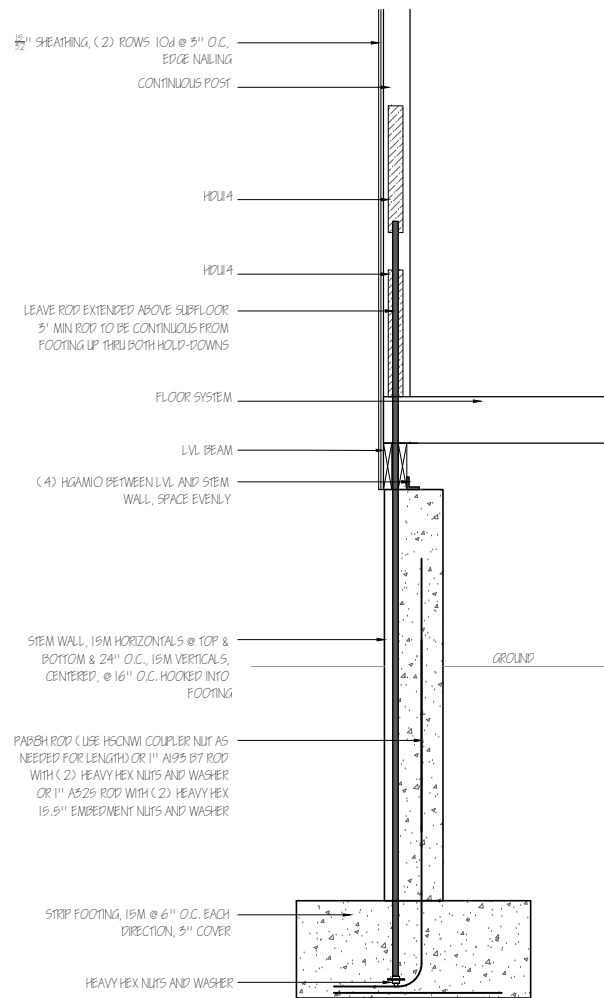 15/32" SHEATHING, (2) ROWS 10d @ 3" O.C,
EDGE NAILING
CONTINUOUS POST
HDU14
HDU14
LEAVE ROD EXTENDED ABOVE SUBFLOOR
3' MIN ROD TO BE CONTINUOUS FROM
FOOTING UP THRU BOTH HOLD-DOWNS
FLOOR SYSTEM
LVL BEAM
(4) HGAM10 BETWEEN LVL AND STEM
WALL, SPACE EVENLY
STEM WALL, 15M HORIZONTALS @ TOP &
BOTTOM & 24" O.C., 15M VERTICALS,
CENTERED, @ 16" O.C. HOOKED INTO
FOOTING
GROUND
PAB8H ROD (USE HSCNW1 COUPLER NUT AS
NEEDED FOR LENGTH) OR 1" A193 B7 ROD
WITH (2) HEAVY HEX NUTS AND WASHER
OR 1" A325 ROD WITH (2) HEAVY HEX
15.5" EMBEDMENT NUTS AND WASHER
STRIP FOOTING, 15M @ 6" O.C. EACH
DIRECTION, 3" COVER
HEAVY HEX NUTS AND WASHER